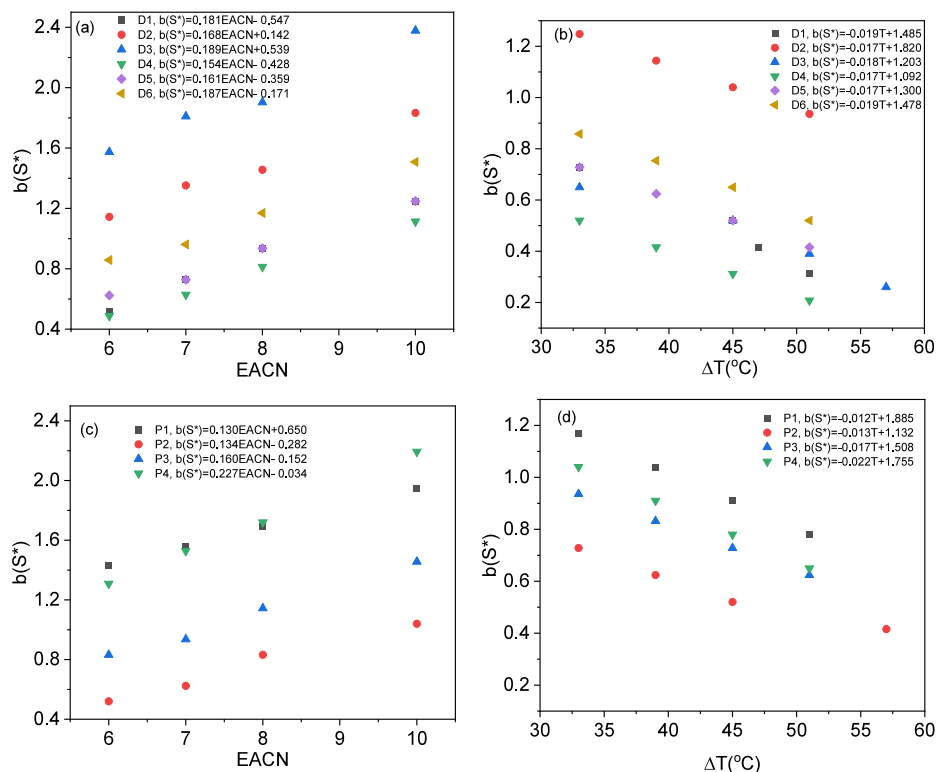 (a)
D1, b(S*)=0.181EACN- 0.547
D2, b(S*)=0.168EACN+0.142
D3, b(S*)=0.189EACN+0.539
D4, b(S*)=0.154EACN- 0.428
D5, b(S*)=0.161EACN- 0.359
D6, b(S*)=0.187EACN- 0.171
2.4
2.0
1.6
1.2
0.8
0.4
b(S*)
6 7 8 9 10
EACN
(b)
D1, b(S*)=-0.019T+1.485
D2, b(S*)=-0.017T+1.820
D3, b(S*)=-0.018T+1.203
D4, b(S*)=-0.017T+1.092
D5, b(S*)=-0.017T+1.300
D6, b(S*)=-0.019T+1.478
1.2
1.0
0.8
0.6
0.4
0.2
b(S*)
30 35 40 45 50 55 60
ΔT(°C)
(c)
P1, b(S*)=0.130EACN+0.650
P2, b(S*)=0.134EACN- 0.282
P3, b(S*)=0.160EACN- 0.152
P4, b(S*)=0.227EACN- 0.034
2.4
2.0
1.6
1.2
0.8
0.4
b(S*)
6 7 8 9 10
EACN
(d)
P1, b(S*)=-0.012T+1.885
P2, b(S*)=-0.013T+1.132
P3, b(S*)=-0.017T+1.508
P4, b(S*)=-0.022T+1.755
1.2
1.0
0.8
0.6
0.4
0.2
b(S*)
30 35 40 45 50 55 60
ΔT(°C)